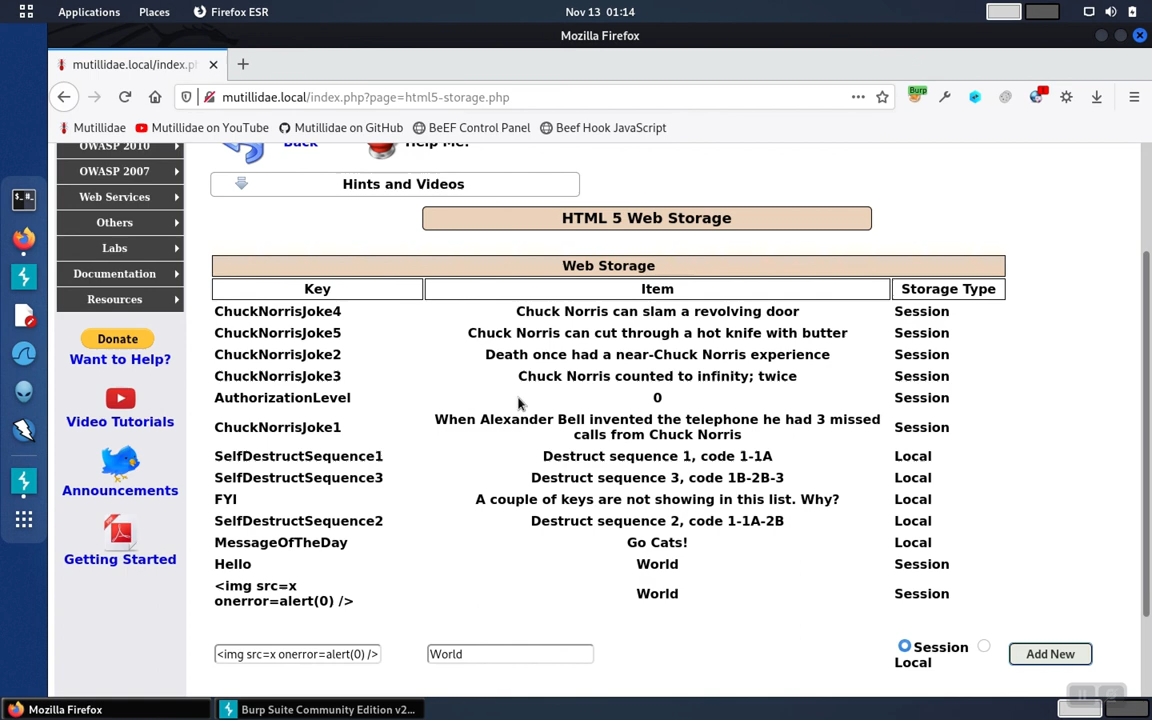 Applications Places Firefox ESR Nov 13 01:14
Mozilla Firefox
mutillidae.local/index.ph
mutillidae.local/index.php?page=html5-storage.php
Burp
Mutillidae Mutillidae on YouTube Mutillidae on GitHub BeEF Control Panel Beef Hook JavaScript
OWASP 2010
OWASP 2007
Web Services
Others
Labs
Documentation
Resources
Donate
Want to Help?
Video Tutorials
Announcements
Getting Started
Back Help Me!
Hints and Videos
HTML 5 Web Storage
Web Storage
Key Item Storage Type
ChuckNorrisJoke4 Chuck Norris can slam a revolving door Session
ChuckNorrisJoke5 Chuck Norris can cut through a hot knife with butter Session
ChuckNorrisJoke2 Death once had a near-Chuck Norris experience Session
ChuckNorrisJoke3 Chuck Norris counted to infinity; twice Session
AuthorizationLevel 0 Session
ChuckNorrisJoke1 When Alexander Bell invented the telephone he had 3 missed
calls from Chuck Norris Session
SelfDestructSequence1 Destruct sequence 1, code 1-1A Local
SelfDestructSequence3 Destruct sequence 3, code 1B-2B-3 Local
FYI A couple of keys are not showing in this list. Why? Local
SelfDestructSequence2 Destruct sequence 2, code 1-1A-2B Local
MessageOfTheDay Go Cats! Local
Hello World Session
<img src=x
onerror=alert(0) /> World Session
<img src=x onerror=alert(0) /> World Session
Local Add New
Mozilla Firefox Burp Suite Community Edition v2...